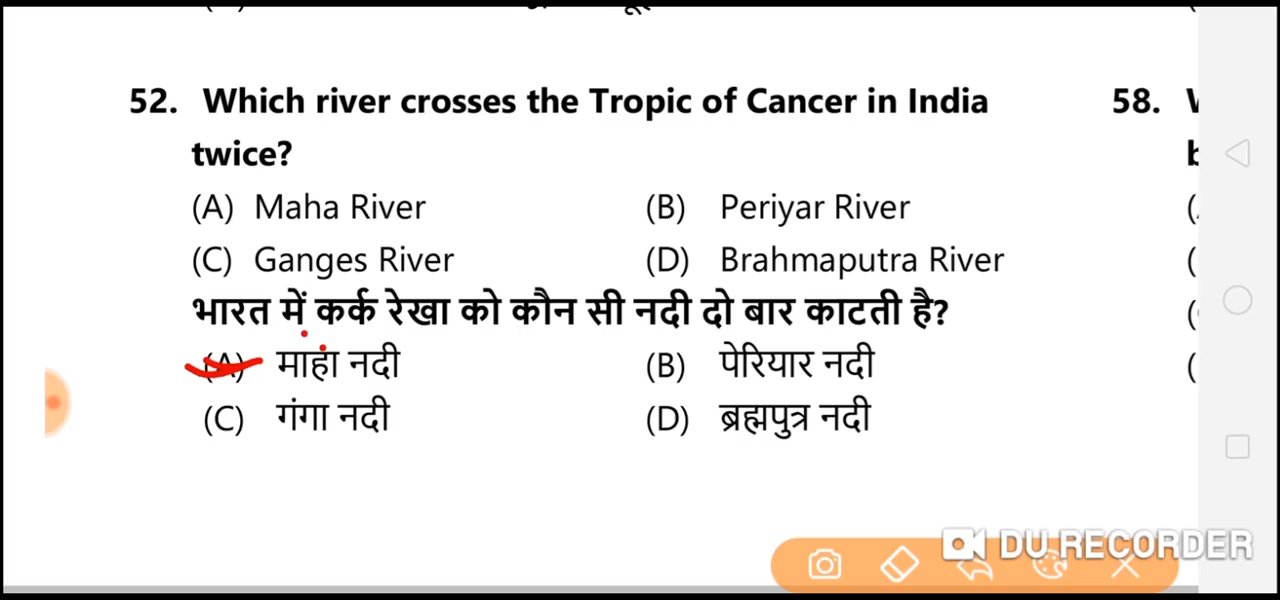 52. Which river crosses the Tropic of Cancer in India
twice?
(A) Maha River (B) Periyar River
(C) Ganges River (D) Brahmaputra River
भारत में कर्क रेखा को कौन सी नदी दो बार काटती है?
(A) माहा नदी (B) पेरियार नदी
(C) गंगा नदी (D) ब्रह्मपुत्र नदी
58.
DU RECORDER